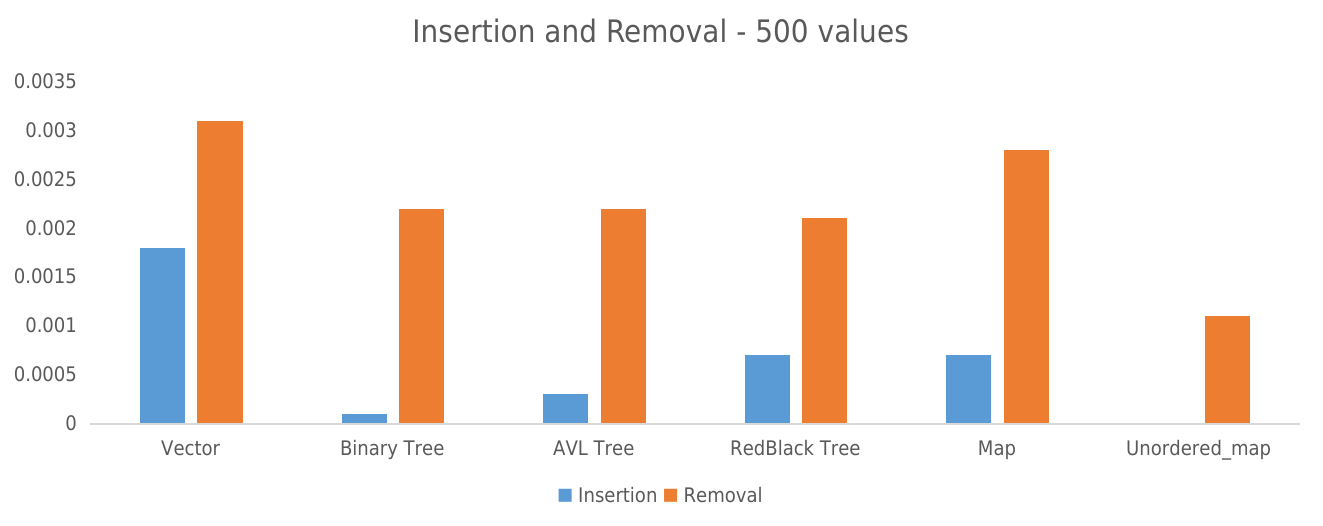 Insertion and Removal - 500 values
0.0035
0.003
0.0025
0.002
0.0015
0.001
0.0005
0
Vector Binary Tree AVL Tree RedBlack Tree Map Unordered_map
Insertion Removal